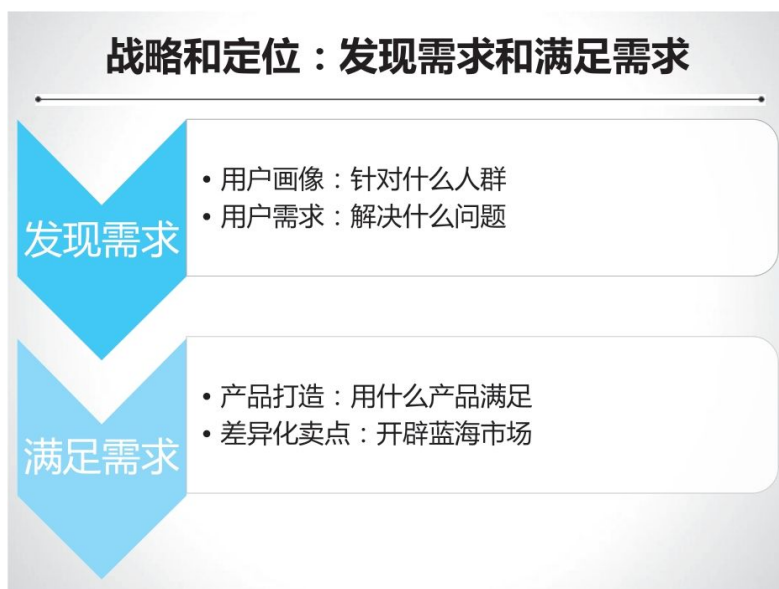 战略和定位：发现需求和满足需求
发现需求
• 用户画像：针对什么人群
• 用户需求：解决什么问题
满足需求
• 产品打造：用什么产品满足
• 差异化卖点：开辟蓝海市场